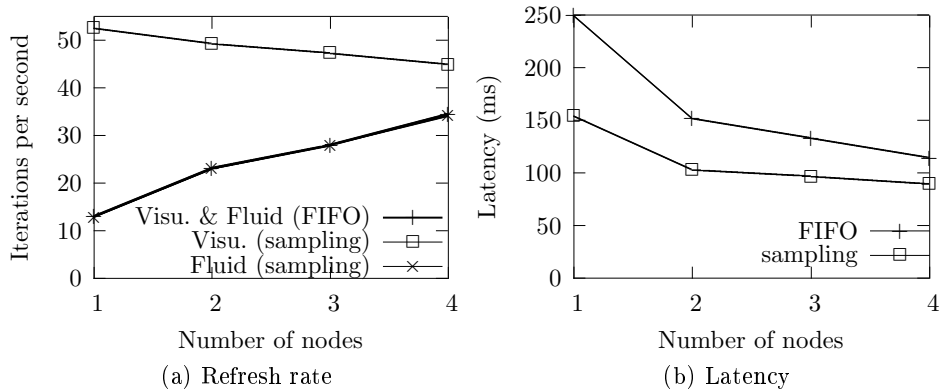 Iterations per second
50
40
30
20
10
0
Visu. & Fluid (FIFO)
Visu. (sampling)
Fluid (sampling)
1 2 3 4
Number of nodes
(a) Refresh rate
Latency (ms)
250
200
150
100
50
0
FIFO
sampling
1 2 3 4
Number of nodes
(b) Latency